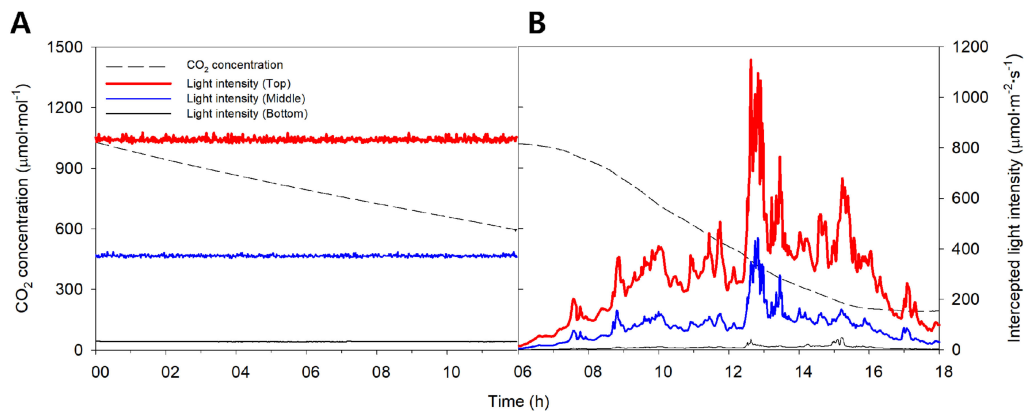 A
B
1500
1200
900
600
300
0
CO₂ concentration (μmol·mol⁻¹)
CO₂ concentration
Light intensity (Top)
Light intensity (Middle)
Light intensity (Bottom)
00 02 04 06 08 10
06 08 10 12 14 16 18
1200
1000
800
600
400
200
0
Intercepted light intensity (μmol·m⁻²·s⁻¹)
Time (h)